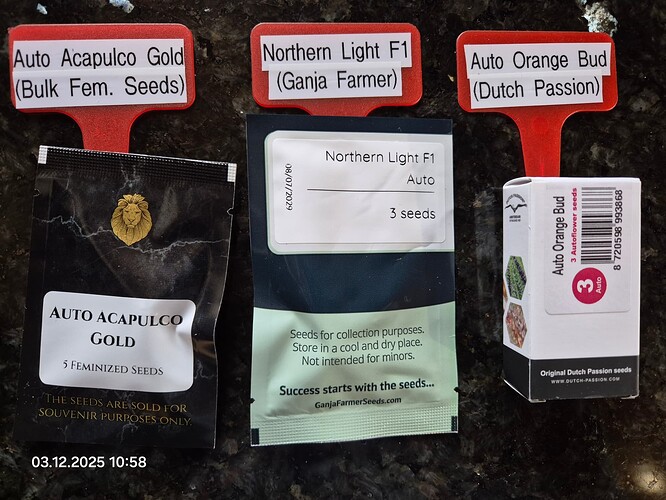 Auto Acapulco Gold
(Bulk Fem. Seeds)
Northern Light F1
(Ganja Farmer)
Auto Orange Bud
(Dutch Passion)
AUTO ACAPULCO
GOLD
5 FEMINIZED SEEDS
THE SEEDS ARE SOLD FOR
SOUVENIR PURPOSES ONLY.
08/07/2029
Northern Light F1
Auto
3 seeds
Seeds for collection purposes.
Store in a cool and dry place.
Not intended for minors.
Success starts with the seeds...
GanjaFarmerSeeds.com
Auto Orange Bud
3 Autoflower seeds
8 720598 993868
3
Auto
Original Dutch Passion seeds
WWW.DUTCH-PASSION.COM
03.12.2025 10:58